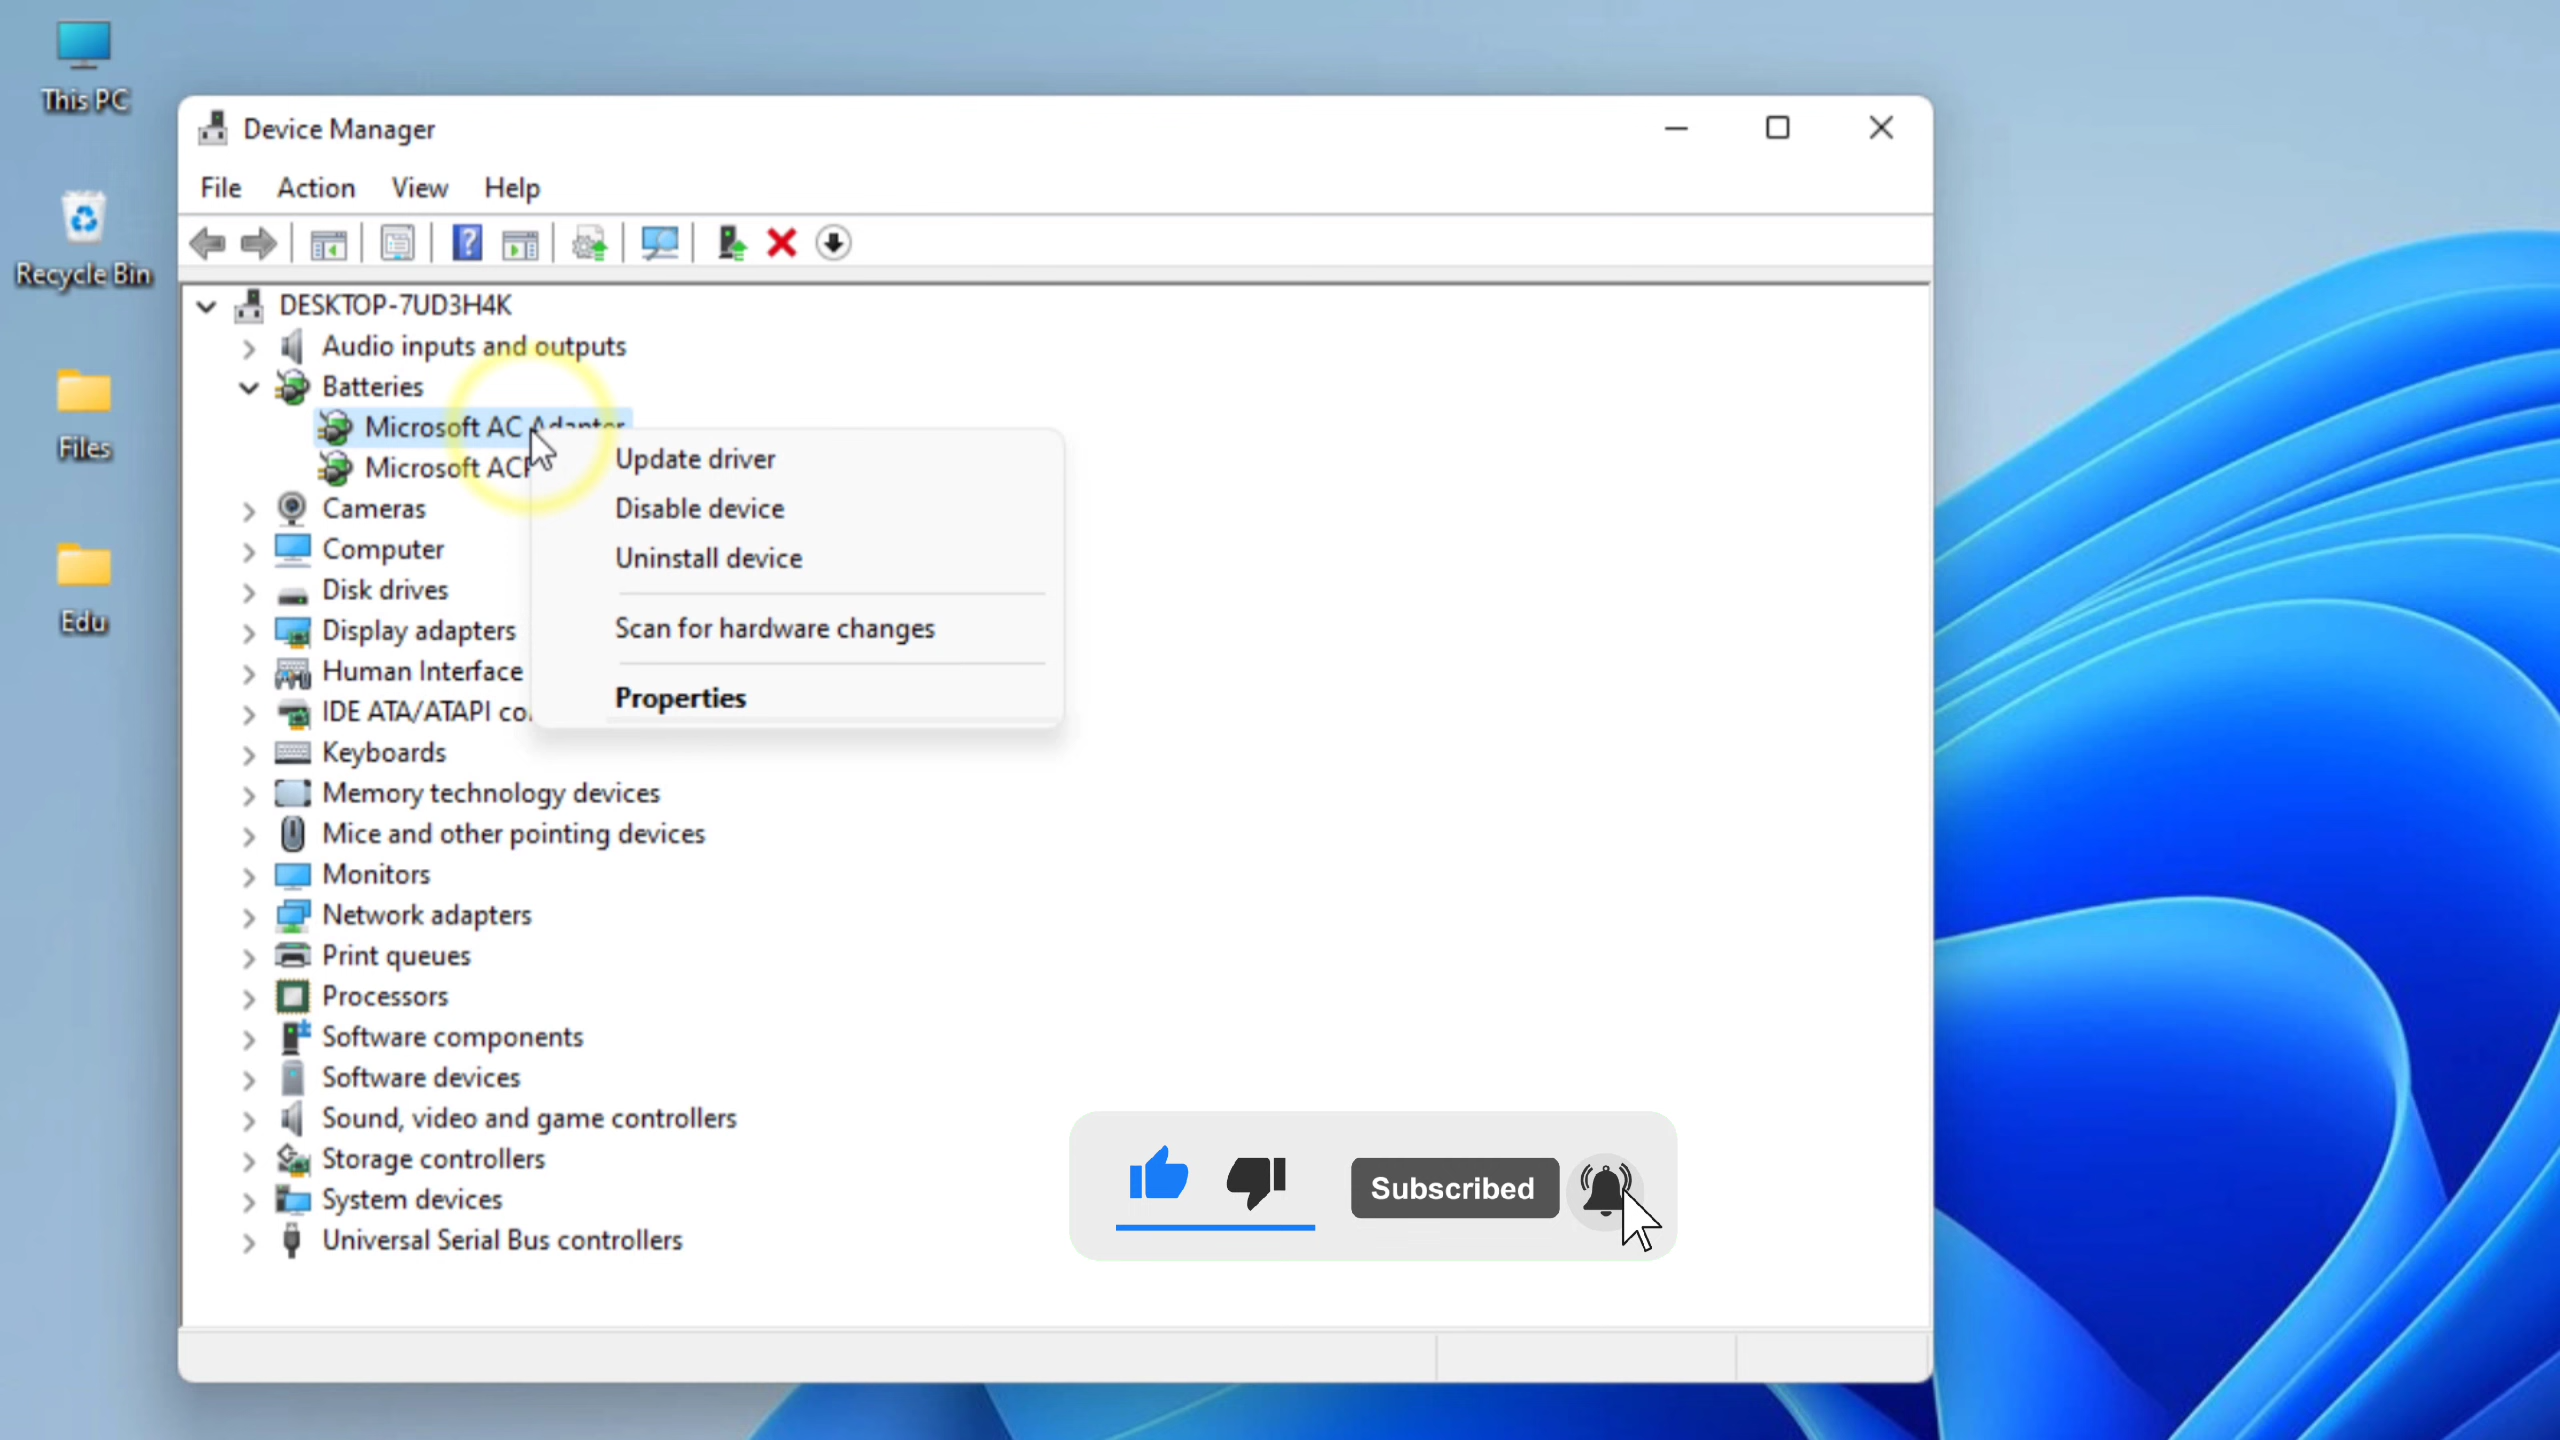 This PC
Recycle Bin
Files
Edu
Device Manager
File Action View Help
DESKTOP-7UD3H4K
Audio inputs and outputs
Batteries
Microsoft AC Adapter
Microsoft
Cameras
Computer
Disk drives
Display adapters
Human Interface
IDE ATA/ATAPI
Keyboards
Memory technology devices
Mice and other pointing devices
Monitors
Network adapters
Print queues
Processors
Software components
Software devices
Sound, video and game controllers
Storage controllers
System devices
Universal Serial Bus controllers
Update driver
Disable device
Uninstall device
Scan for hardware changes
Properties
Subscribed